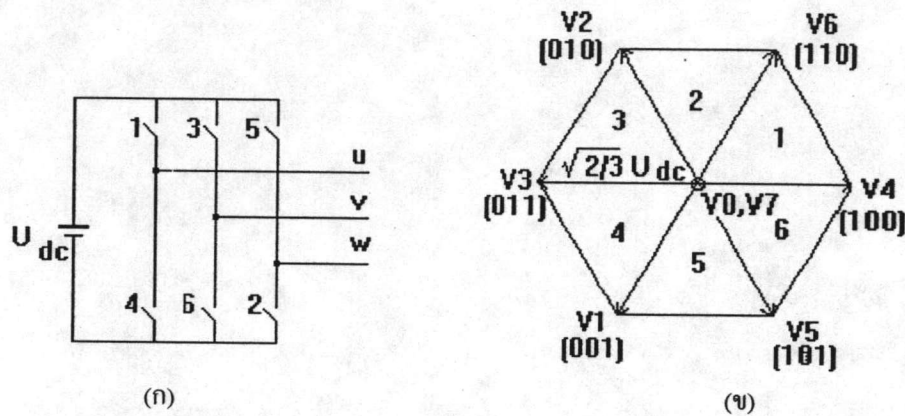 1
3
5
u
v
w
U dc
4
6
2
(ก)
V2
(010)
V6
(110)
2
3
1
√2/3 U dc
V3
(011)
V0,V7
V4
(100)
4
6
5
V1
(001)
V5
(101)
(ข)